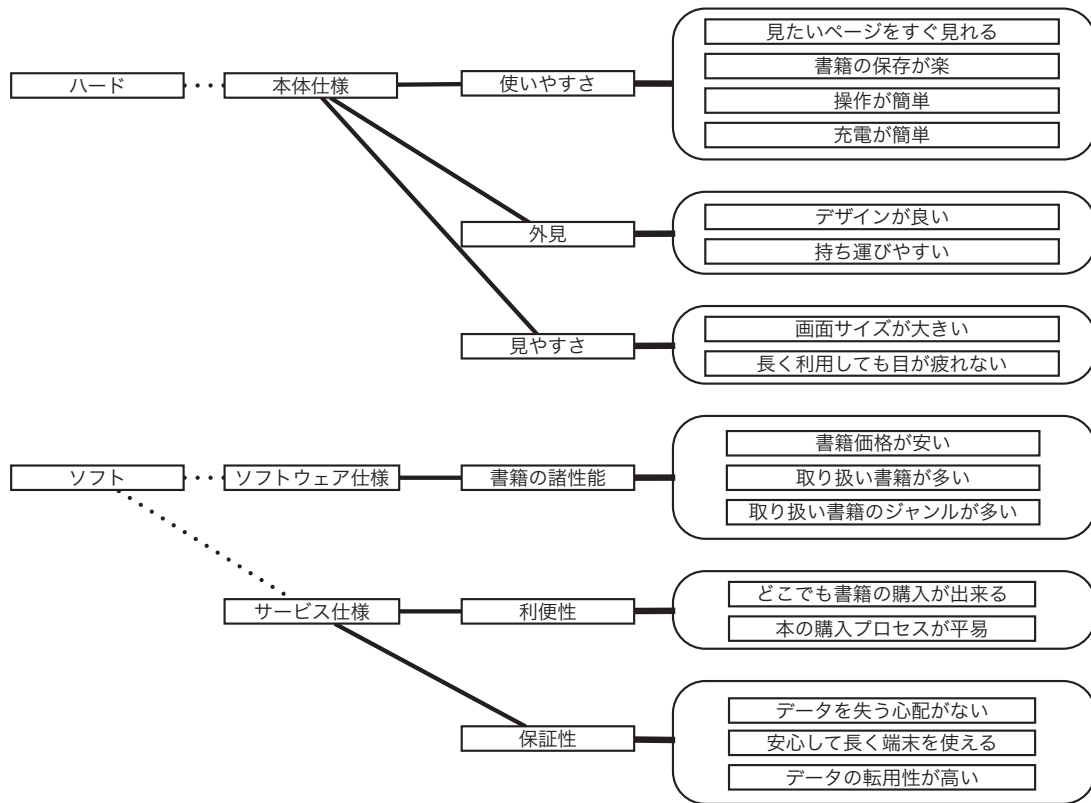 見たいページをすぐ見れる
書籍の保存が楽
ハード
本体仕様
使いやすさ
操作が簡単
充電が簡単
デザインが良い
外見
持ち運びやすい
画面サイズが大きい
見やすさ
長く利用しても目が疲れない
書籍価格が安い
ソフト
ソフトウェア仕様
書籍の諸性能
取り扱い書籍が多い
取り扱い書籍のジャンルが多い
どこでも書籍の購入が出来る
サービス仕様
利便性
本の購入プロセスが平易
データを失う心配がない
保証性
安心して長く端末を使える
データの転用性が高い